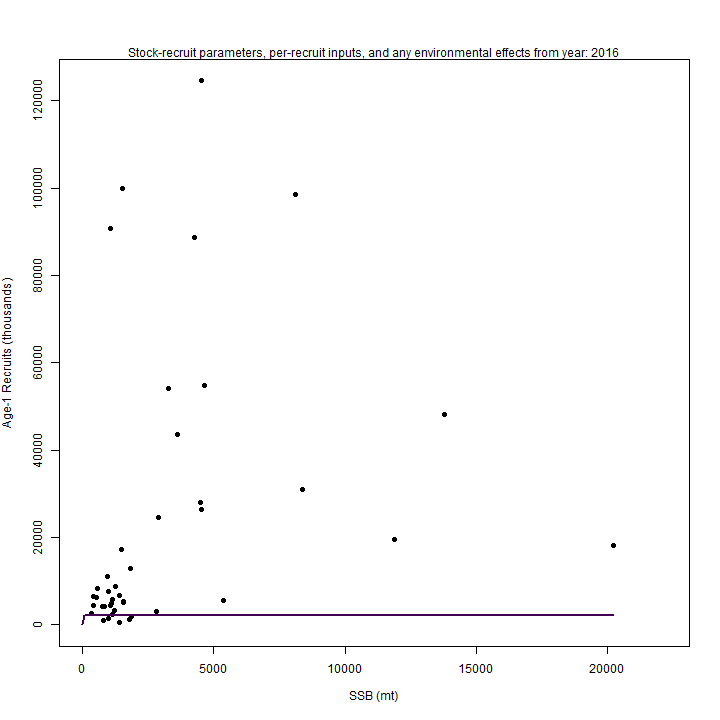 Stock-recruit parameters, per-recruit inputs, and any environmental effects from year: 2016
120000
100000
80000
60000
40000
20000
0
Age-1 Recruits (thousands)
0 5000 10000 15000 20000
SSB (mt)